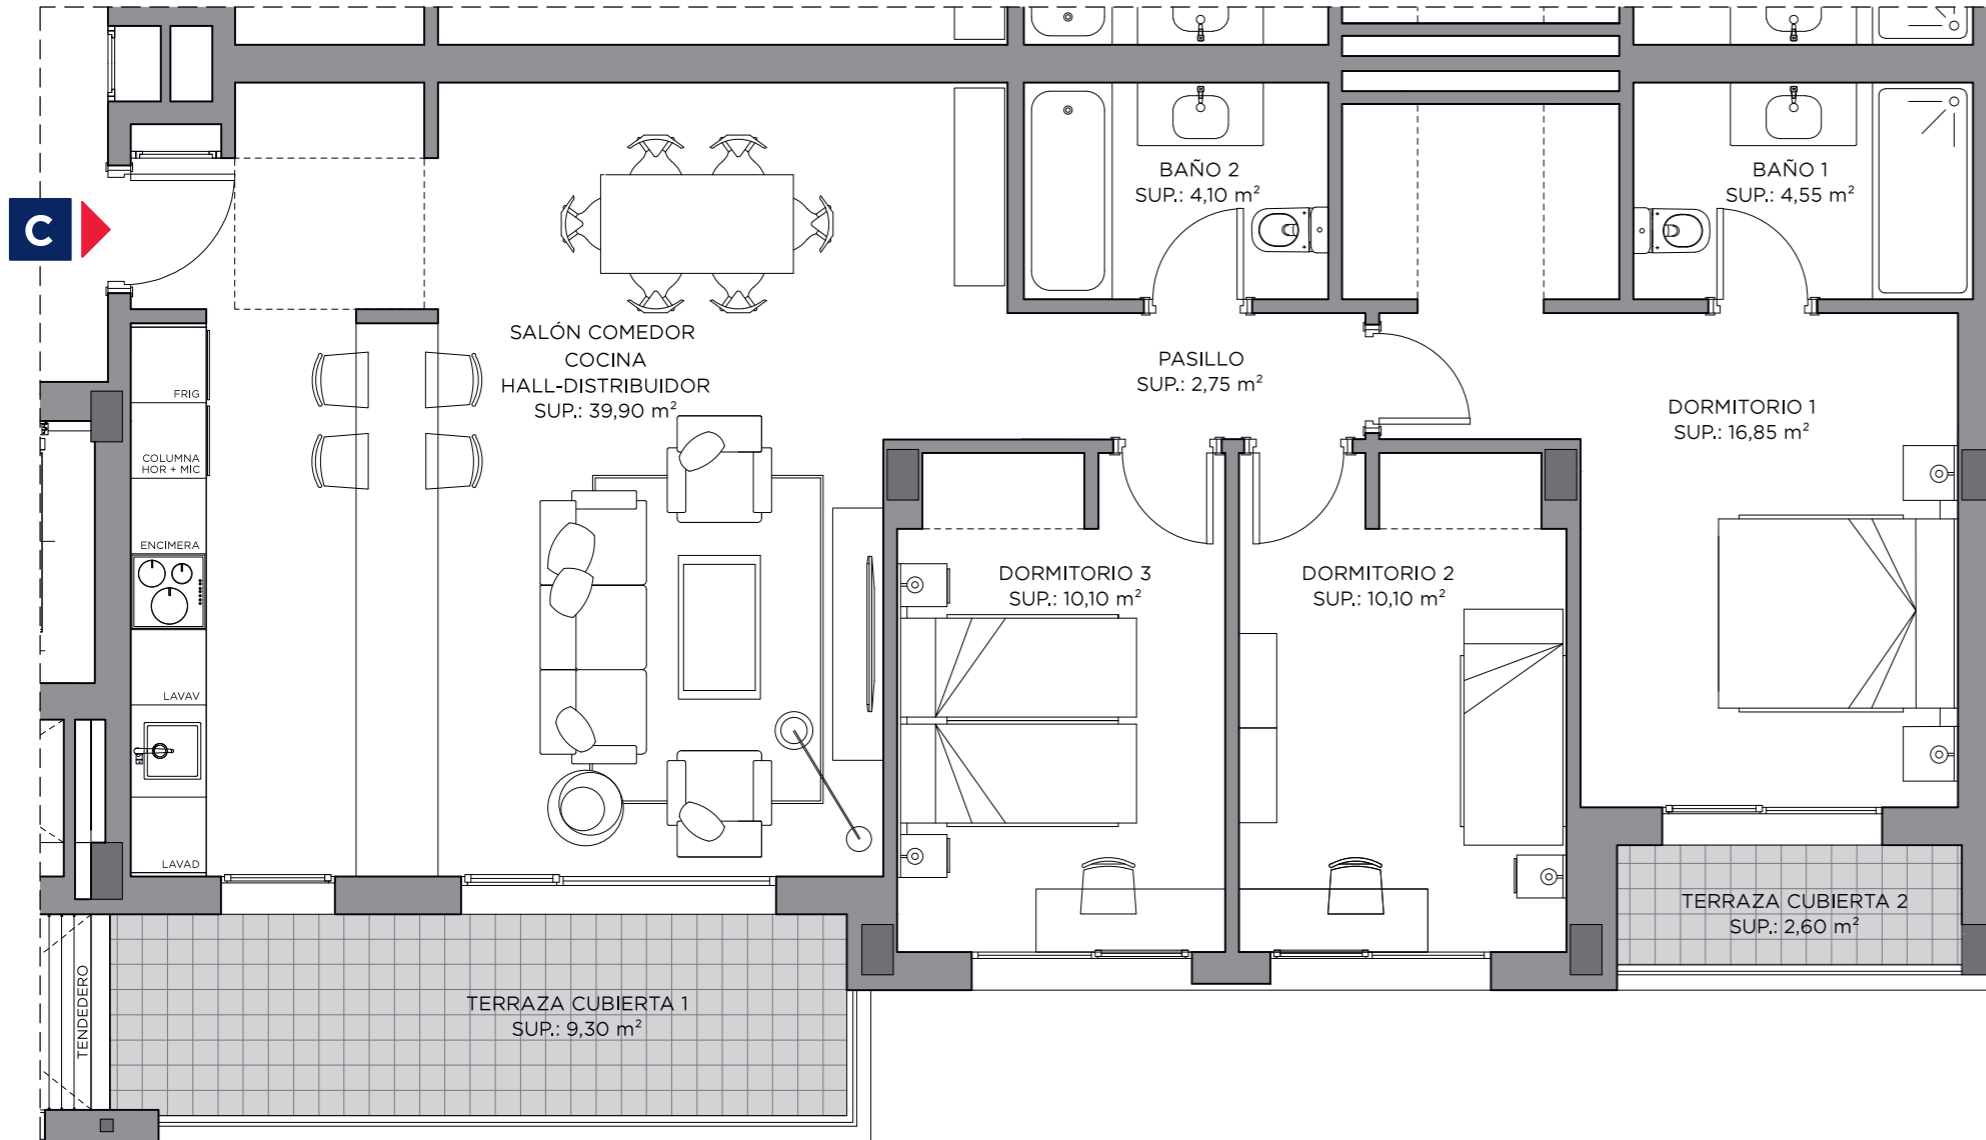 C
BAÑO 2
SUP.: 4,10 m²
BAÑO 1
SUP.: 4,55 m²
SALÓN COMEDOR
COCINA
HALL-DISTRIBUIDOR
SUP.: 39,90 m²
PASILLO
SUP.: 2,75 m²
DORMITORIO 1
SUP.: 16,85 m²
FRIG
COLUMNA
HOR + MIC
ENCIMERA
LAVAV
LAVAD
DORMITORIO 3
SUP.: 10,10 m²
DORMITORIO 2
SUP.: 10,10 m²
TERRAZA CUBIERTA 2
SUP.: 2,60 m²
TENDEDERO
TERRAZA CUBIERTA 1
SUP.: 9,30 m²